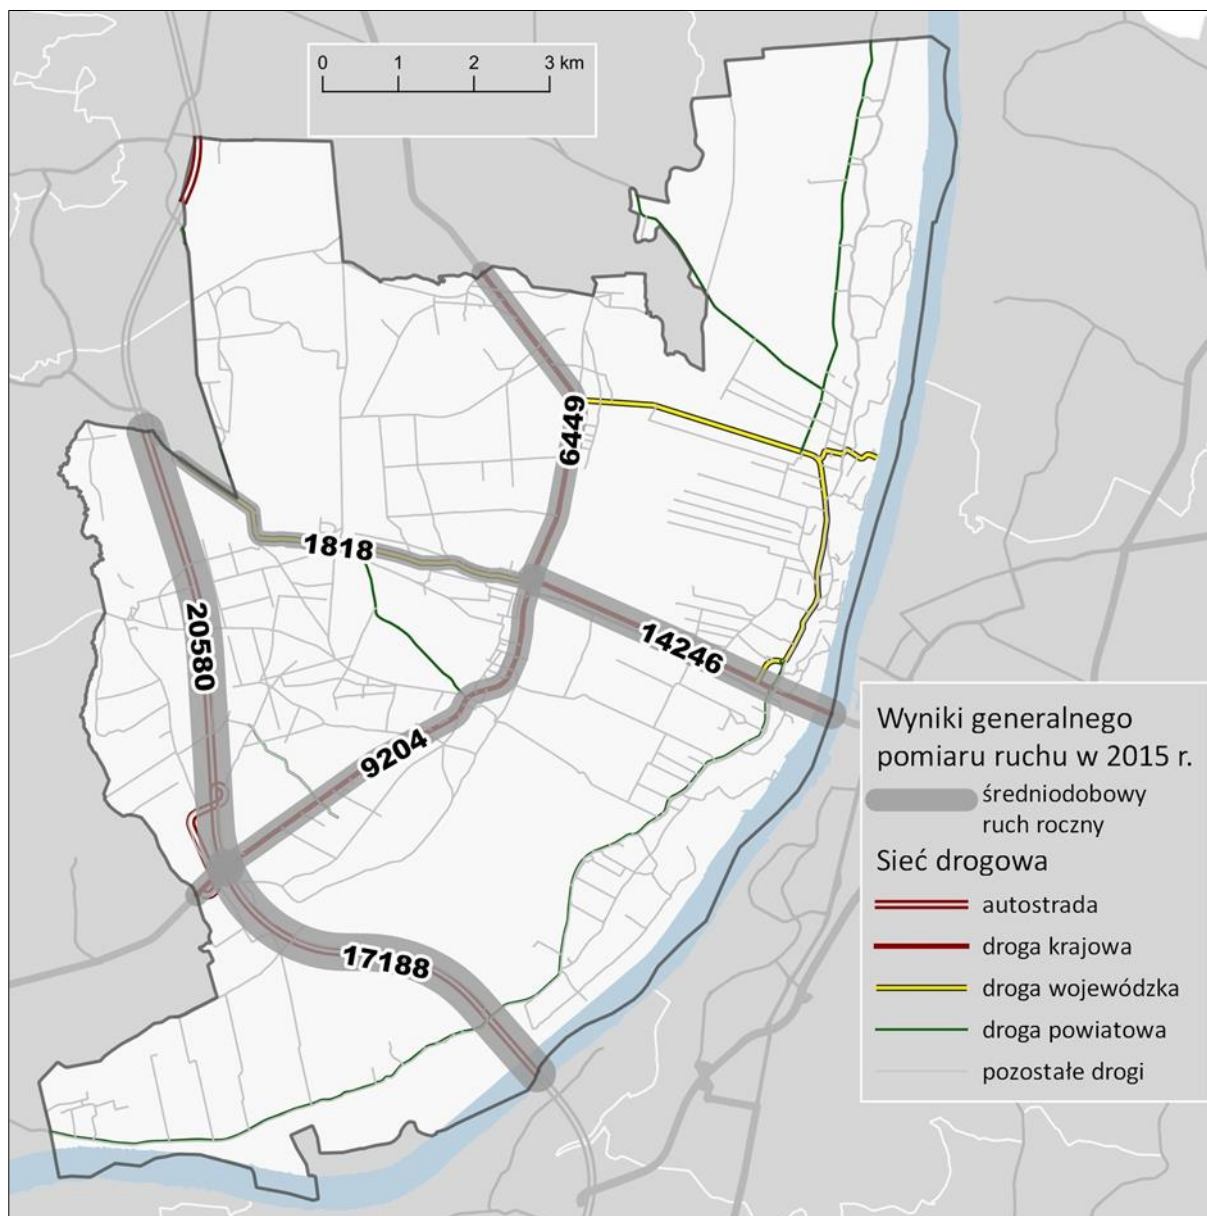 0 1 2 3 km
6449
1818
20580
14246
9204
17188
Wyniki generalnego
pomiaru ruchu w 2015 r.
średniodobowy
ruch roczny
Sieć drogowa
autostrada
droga krajowa
droga wojewódzka
droga powiatowa
pozostałe drogi